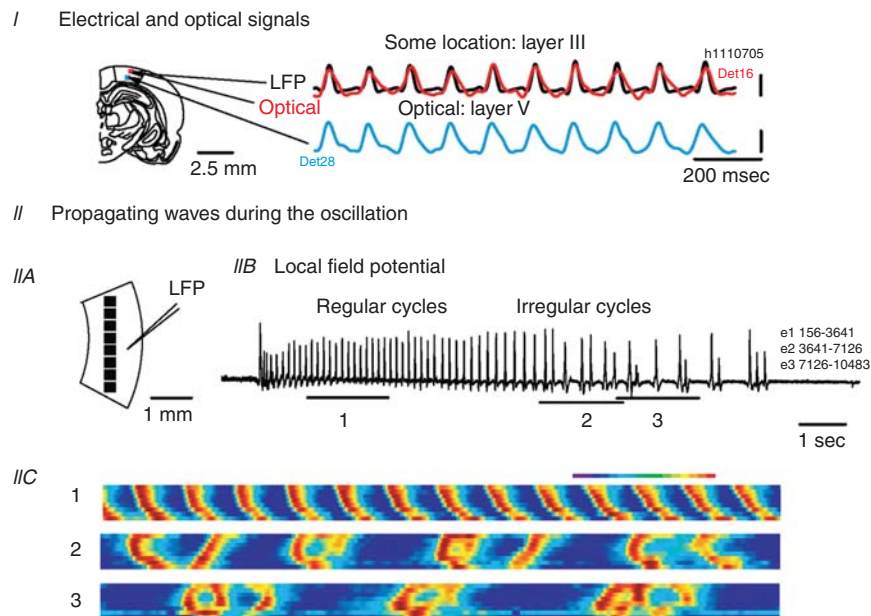 I Electrical and optical signals
Some location: layer III
h1110705
LFP
Det16
Optical
Optical: layer V
Det28
2.5 mm
200 msec
II Propagating waves during the oscillation
IIA
LFP
1 mm
IIB Local field potential
Regular cycles
Irregular cycles
e1 156-3641
e2 3641-7126
e3 7126-10483
1
2
3
1 sec
IIC
1
2
3